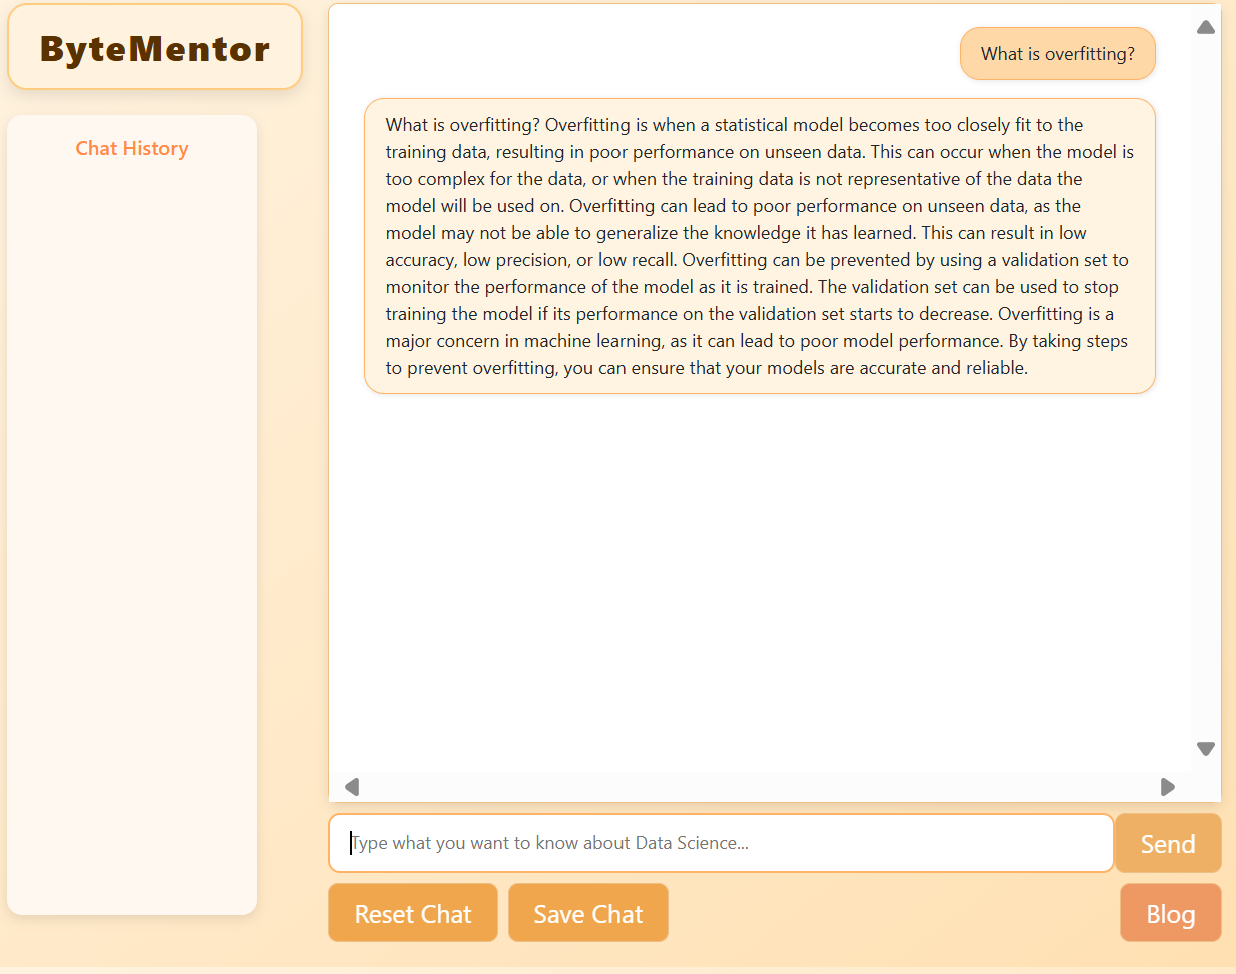 ByteMentor
Chat History
What is overfitting?
What is overfitting? Overfitting is when a statistical model becomes too closely fit to the
training data, resulting in poor performance on unseen data. This can occur when the model is
too complex for the data, or when the training data is not representative of the data the
model will be used on. Overfitting can lead to poor performance on unseen data, as the
model may not be able to generalize the knowledge it has learned. This can result in low
accuracy, low precision, or low recall. Overfitting can be prevented by using a validation set to
monitor the performance of the model as it is trained. The validation set can be used to stop
training the model if its performance on the validation set starts to decrease. Overfitting is a
major concern in machine learning, as it can lead to poor model performance. By taking steps
to prevent overfitting, you can ensure that your models are accurate and reliable.
Type what you want to know about Data Science...
Send
Reset Chat
Save Chat
Blog